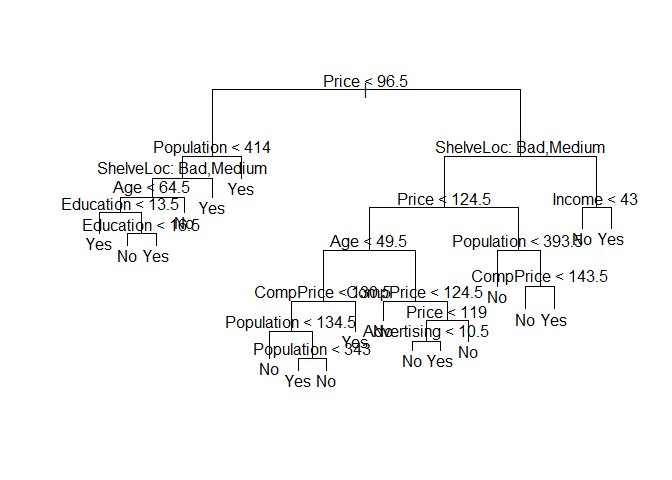 Price < 96.5
Population < 414
ShelveLoc: Bad,Medium
ShelveLoc: Bad,Medium
Yes
Age < 64.5
Education < 13.5
Price < 124.5
Income < 43
Yes
No
Education < 16.5
Yes
No Yes
Age < 49.5
Population < 393.5
No Yes
CompPrice < 143.5
CompPrice < 130.5
CompPrice < 124.5
No
Price < 119
No Yes
Population < 134.5
Yes
No
Advertising < 10.5
Population < 343
No Yes
No
No
Yes No